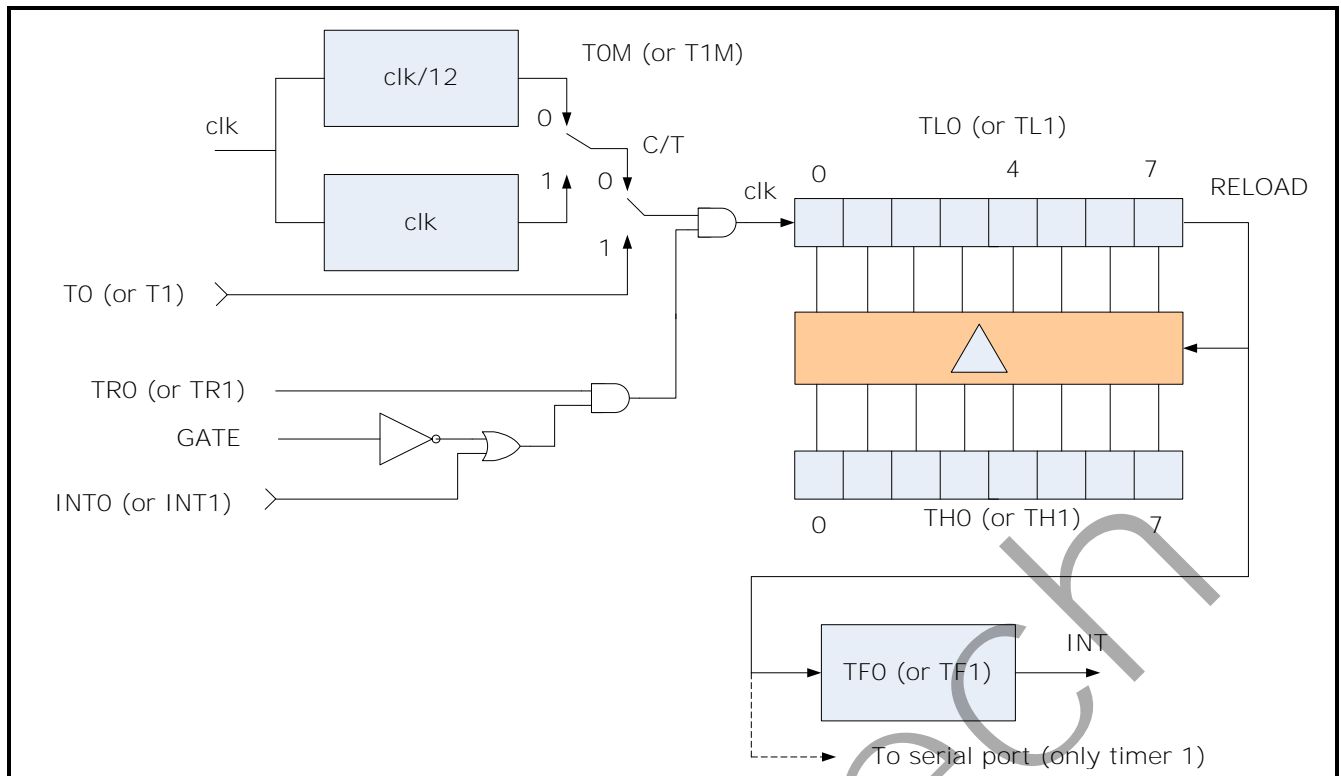 T0M (or T1M)
clk/12
clk
0
C/T
1
0
clk
1
T0 (or T1)
TL0 (or TL1)
0 4 7
RELOAD
clk
TR0 (or TR1)
GATE
INT0 (or INT1)
0 7
TH0 (or TH1)
TF0 (or TF1)
INT
To serial port (only timer 1)
ech